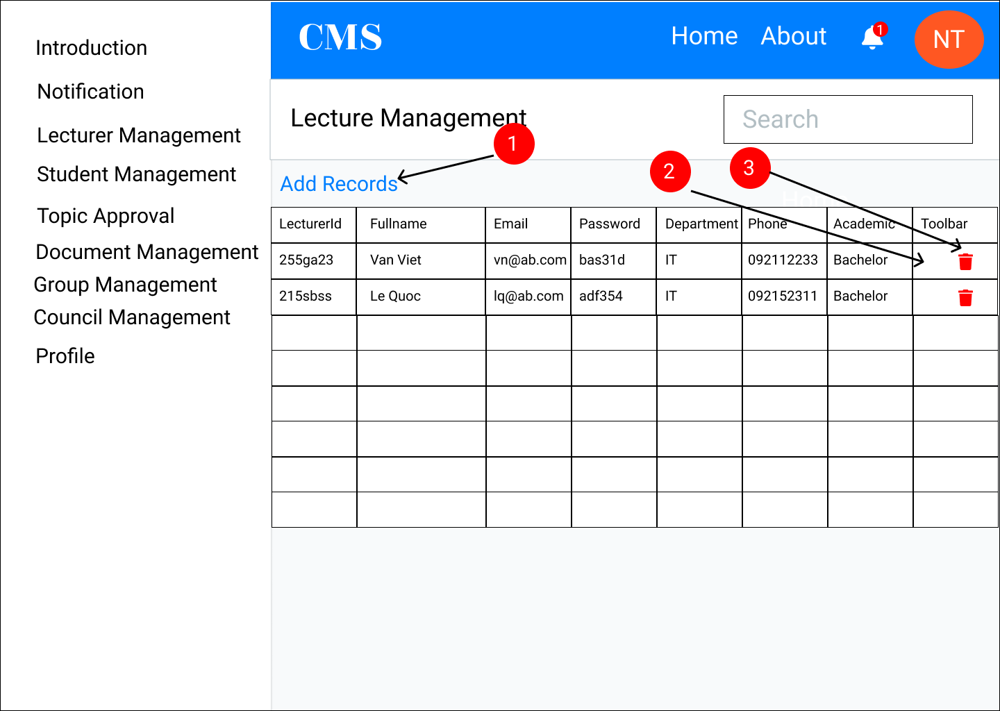 Introduction
Notification
Lecturer Management
Student Management
Topic Approval
Document Management
Group Management
Council Management
Profile
CMS
Home About
1
NT
Lecture Management
Search
1
2
3
Add Records
Hom
LecturerId Fullname Email Password Department Phone Academic Toolbar
255ga23 Van Viet vn@ab.com bas31d IT 092112233 Bachelor
215sbss Le Quoc lq@ab.com adf354 IT 092152311 Bachelor